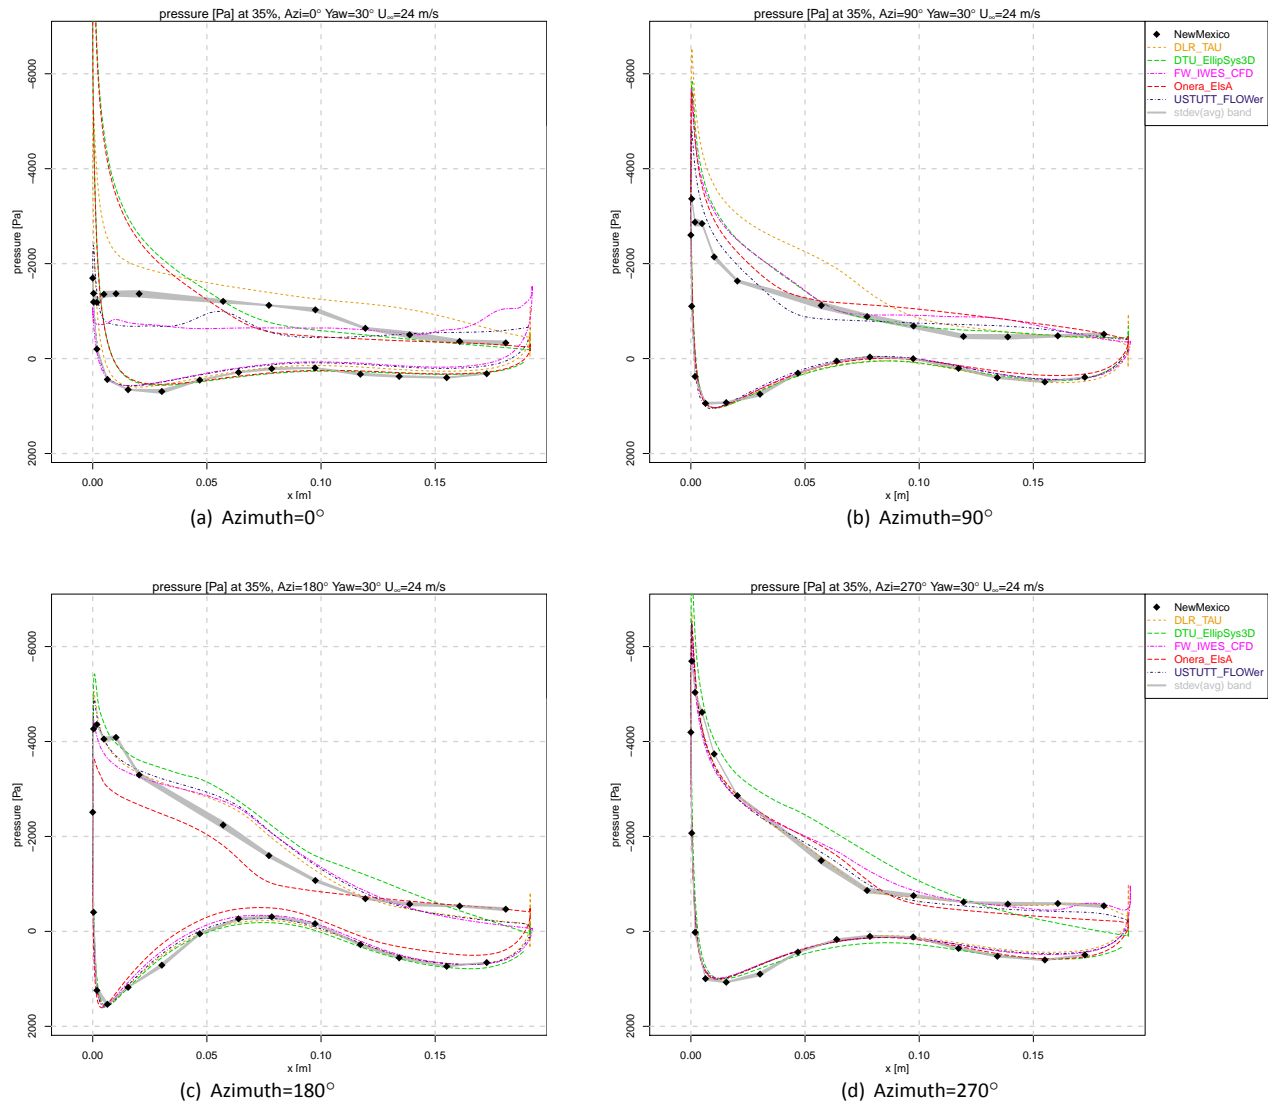 pressure [Pa] at 35%, Azi=0° Yaw=30° U∞=24 m/s
pressure [Pa]
-6000
-4000
-2000
0
2000
0.00
0.05
0.10
0.15
x [m]
(a) Azimuth=0°
pressure [Pa] at 35%, Azi=90° Yaw=30° U∞=24 m/s
pressure [Pa]
-6000
-4000
-2000
0
2000
0.00
0.05
0.10
0.15
x [m]
(b) Azimuth=90°
NewMexico
DLR_TAU
DTU_EllipSys3D
FW_IWES_CFD
Onera_ElsA
USTUTT_FLOWer
stdev(avg) band
pressure [Pa] at 35%, Azi=180° Yaw=30° U∞=24 m/s
pressure [Pa]
-6000
-4000
-2000
0
2000
0.00
0.05
0.10
0.15
x [m]
(c) Azimuth=180°
pressure [Pa] at 35%, Azi=270° Yaw=30° U∞=24 m/s
pressure [Pa]
-6000
-4000
-2000
0
2000
0.00
0.05
0.10
0.15
x [m]
(d) Azimuth=270°
NewMexico
DLR_TAU
DTU_EllipSys3D
FW_IWES_CFD
Onera_ElsA
USTUTT_FLOWer
stdev(avg) band